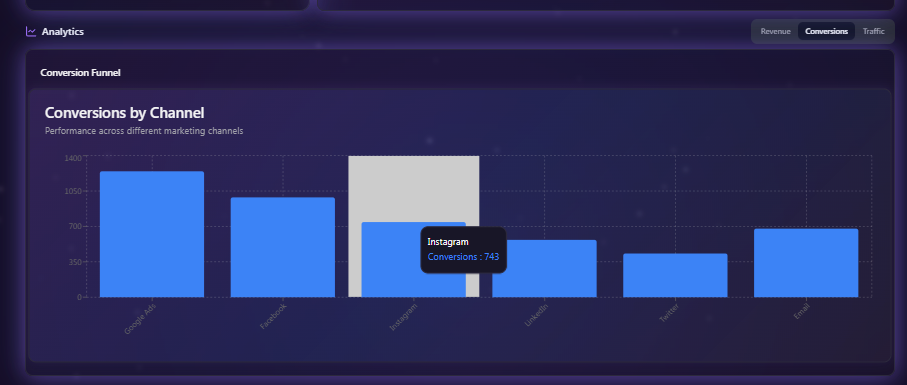 Analytics
Revenue Conversions Traffic
Conversion Funnel
Conversions by Channel
Performance across different marketing channels
1400
1050
700
350
0
Instagram
Conversions : 743
Google Ads Facebook Instagram LinkedIn Twitter Email